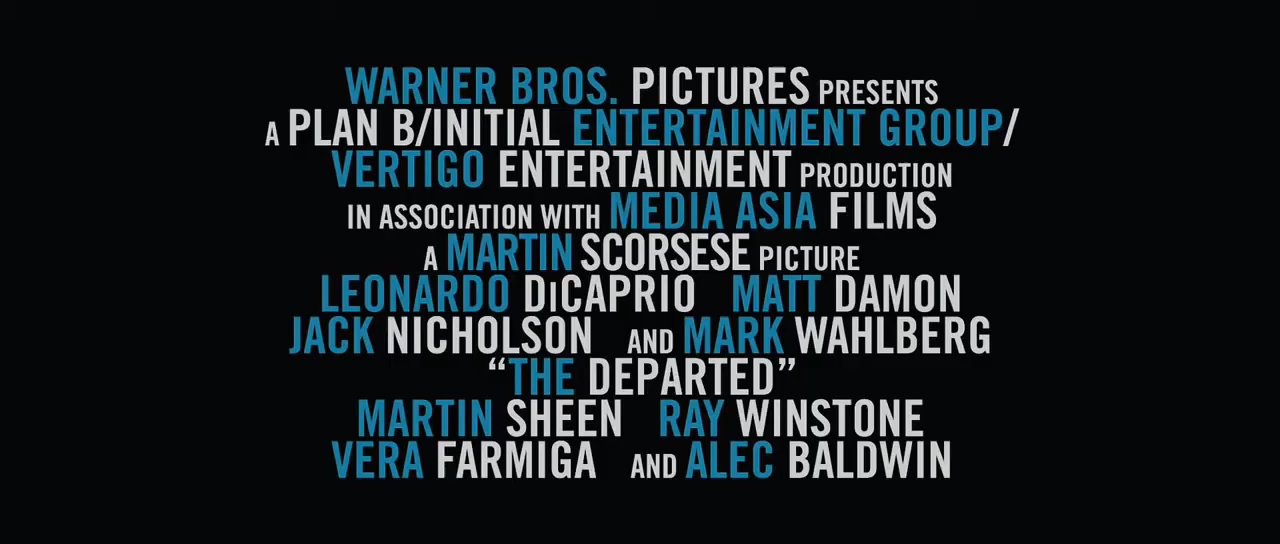 WARNER BROS. PICTURES PRESENTS
A PLAN B/INITIAL ENTERTAINMENT GROUP/
VERTIGO ENTERTAINMENT PRODUCTION
IN ASSOCIATION WITH MEDIA ASIA FILMS
A MARTIN SCORSESE PICTURE
LEONARDO DiCAPRIO MATT DAMON
JACK NICHOLSON AND MARK WAHLBERG
“THE DEPARTED”
MARTIN SHEEN RAY WINSTONE
VERA FARMIGA AND ALEC BALDWIN